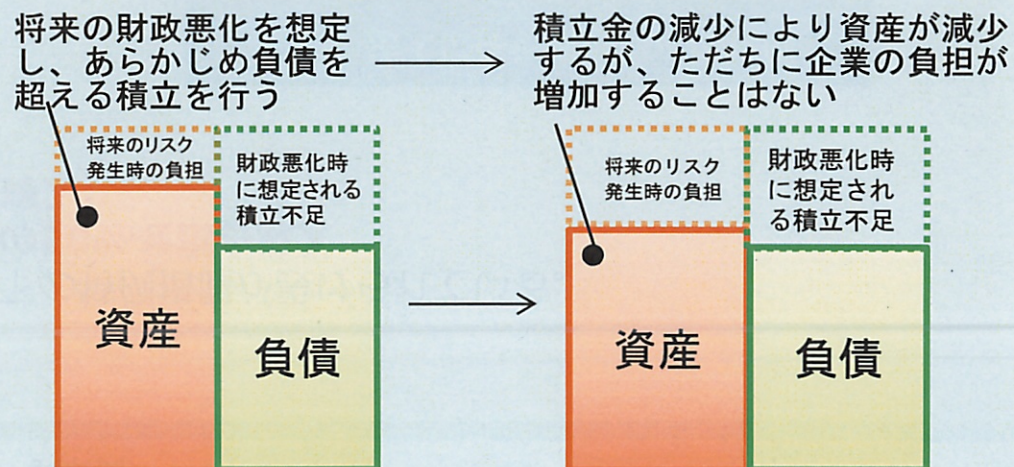 将来の財政悪化を想定
し、あらかじめ負債を
超える積立を行う
積立金の減少により資産が減少
するが、ただちに企業の負担が
増加することはない
将来のリスク
発生時の負担
財政悪化時
に想定される
積立不足
資産
負債
将来のリスク
発生時の負担
財政悪化時
に想定され
る積立不足
資産
負債